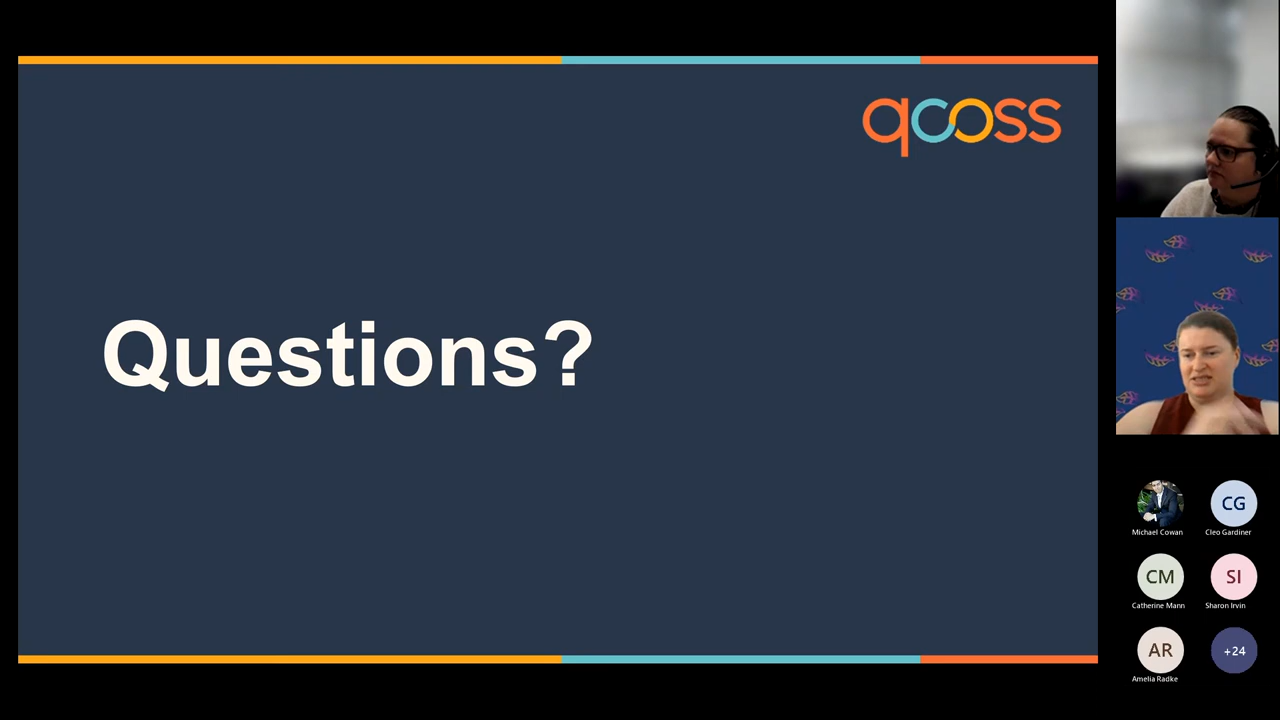 qcoss
Questions?
Michael Cowan
CG
Cleo Gardiner
CM
Catherine Mann
SI
Sharon Irvin
AR
Amelia Radke
+24